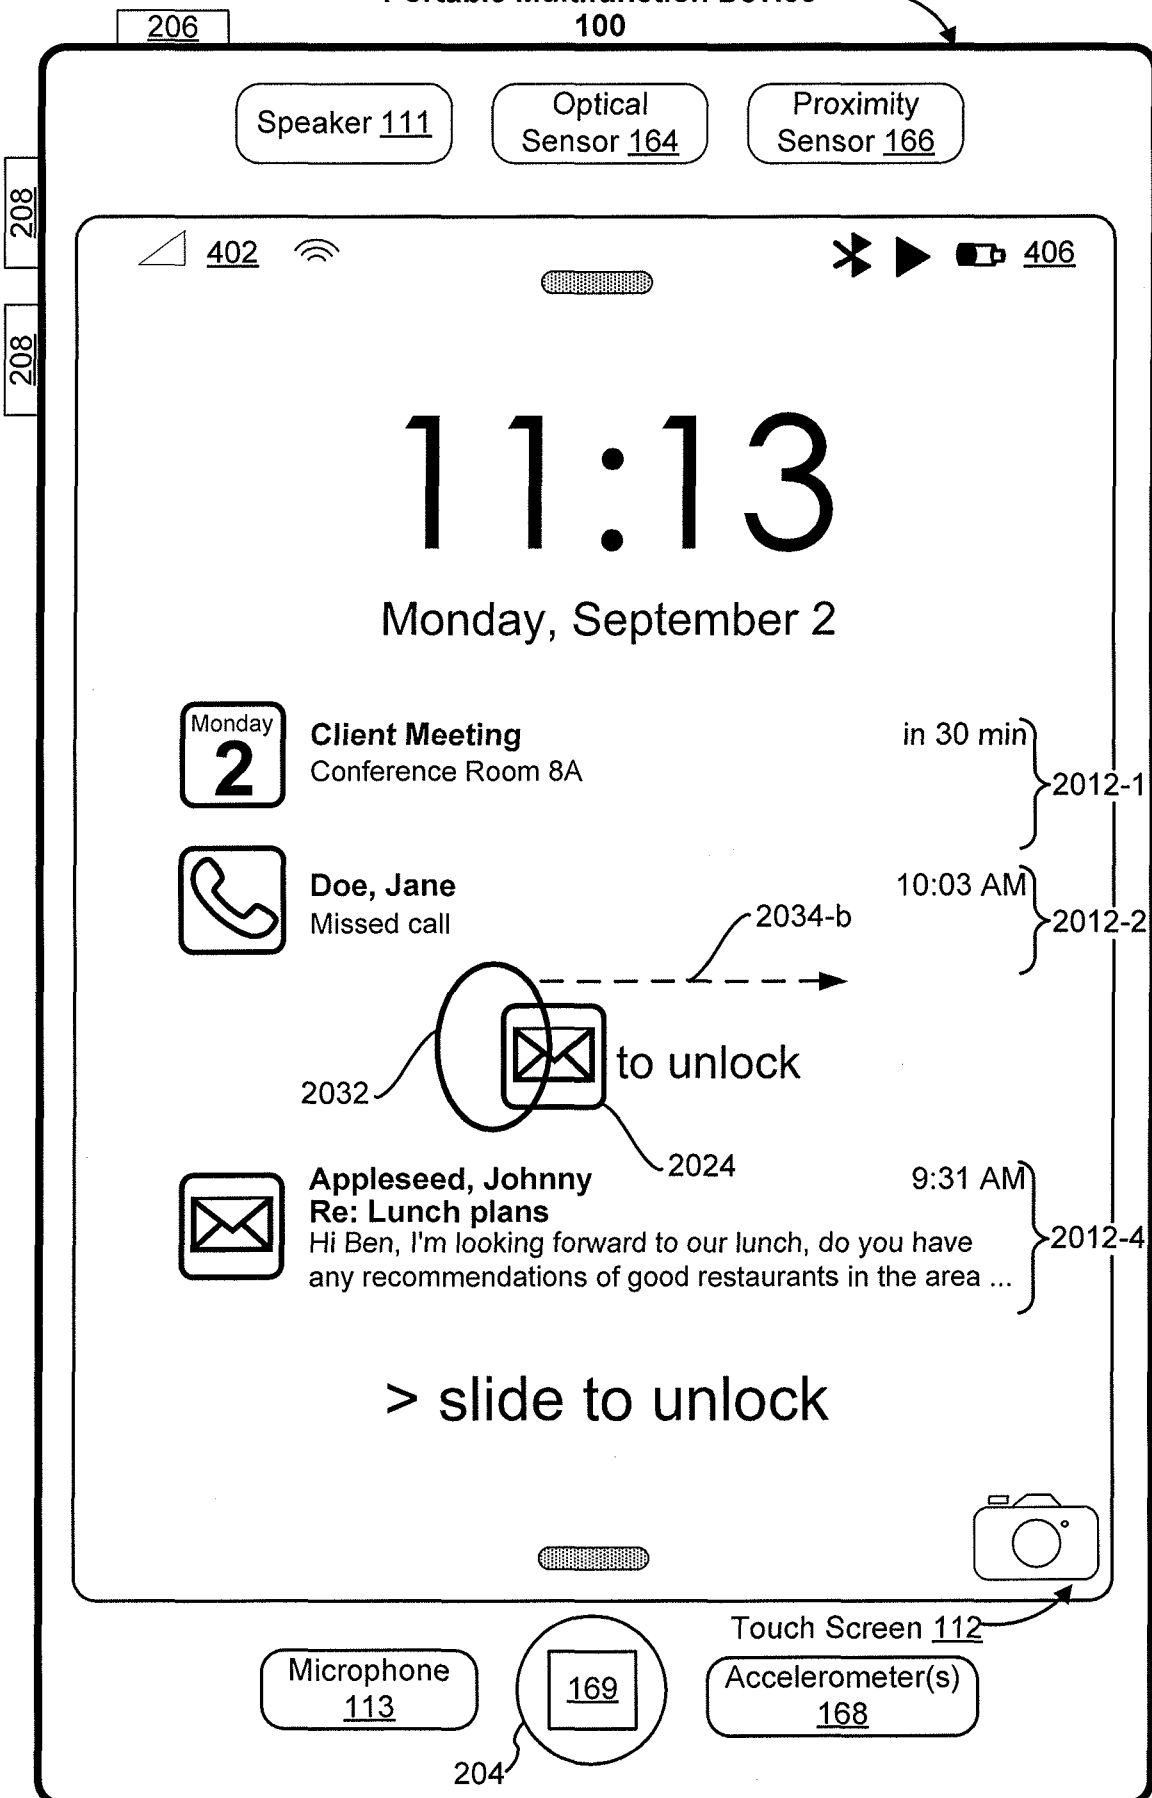 Portable Multifunction Device
100
206
Speaker 111
Optical
Sensor 164
Proximity
Sensor 166
208
208
402
406
11:13
Monday, September 2
Monday
2
Client Meeting
Conference Room 8A
in 30 min
2012-1
Doe, Jane
Missed call
10:03 AM
2012-2
2034-b
to unlock
2032
2024
Appleseed, Johnny
9:31 AM
Re: Lunch plans
Hi Ben, I'm looking forward to our lunch, do you have
any recommendations of good restaurants in the area ...
2012-4
> slide to unlock
Touch Screen 112
Microphone
113
169
Accelerometer(s)
168
204